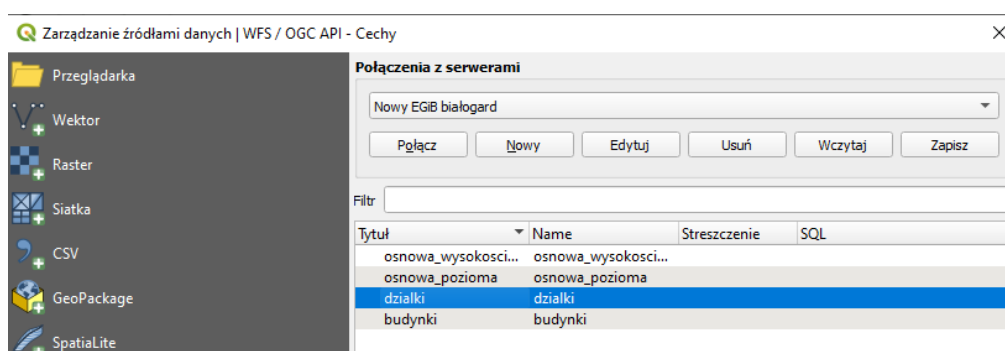 Zarządzanie źródłami danych | WFS / OGC API - Cechy
Przeglądarka
Wektor
Raster
Siatka
CSV
GeoPackage
SpatiaLite
Połączenia z serwerami
Nowy EGiB białogard
Połącz Nowy Edytuj Usuń Wczytaj Zapisz
Filtr
Tytuł Name Streszczenie SQL
osnowa_wysokosci... osnowa_wysokosci...
osnowa_pozioma osnowa_pozioma
dzialki dzialki
budynki budynki